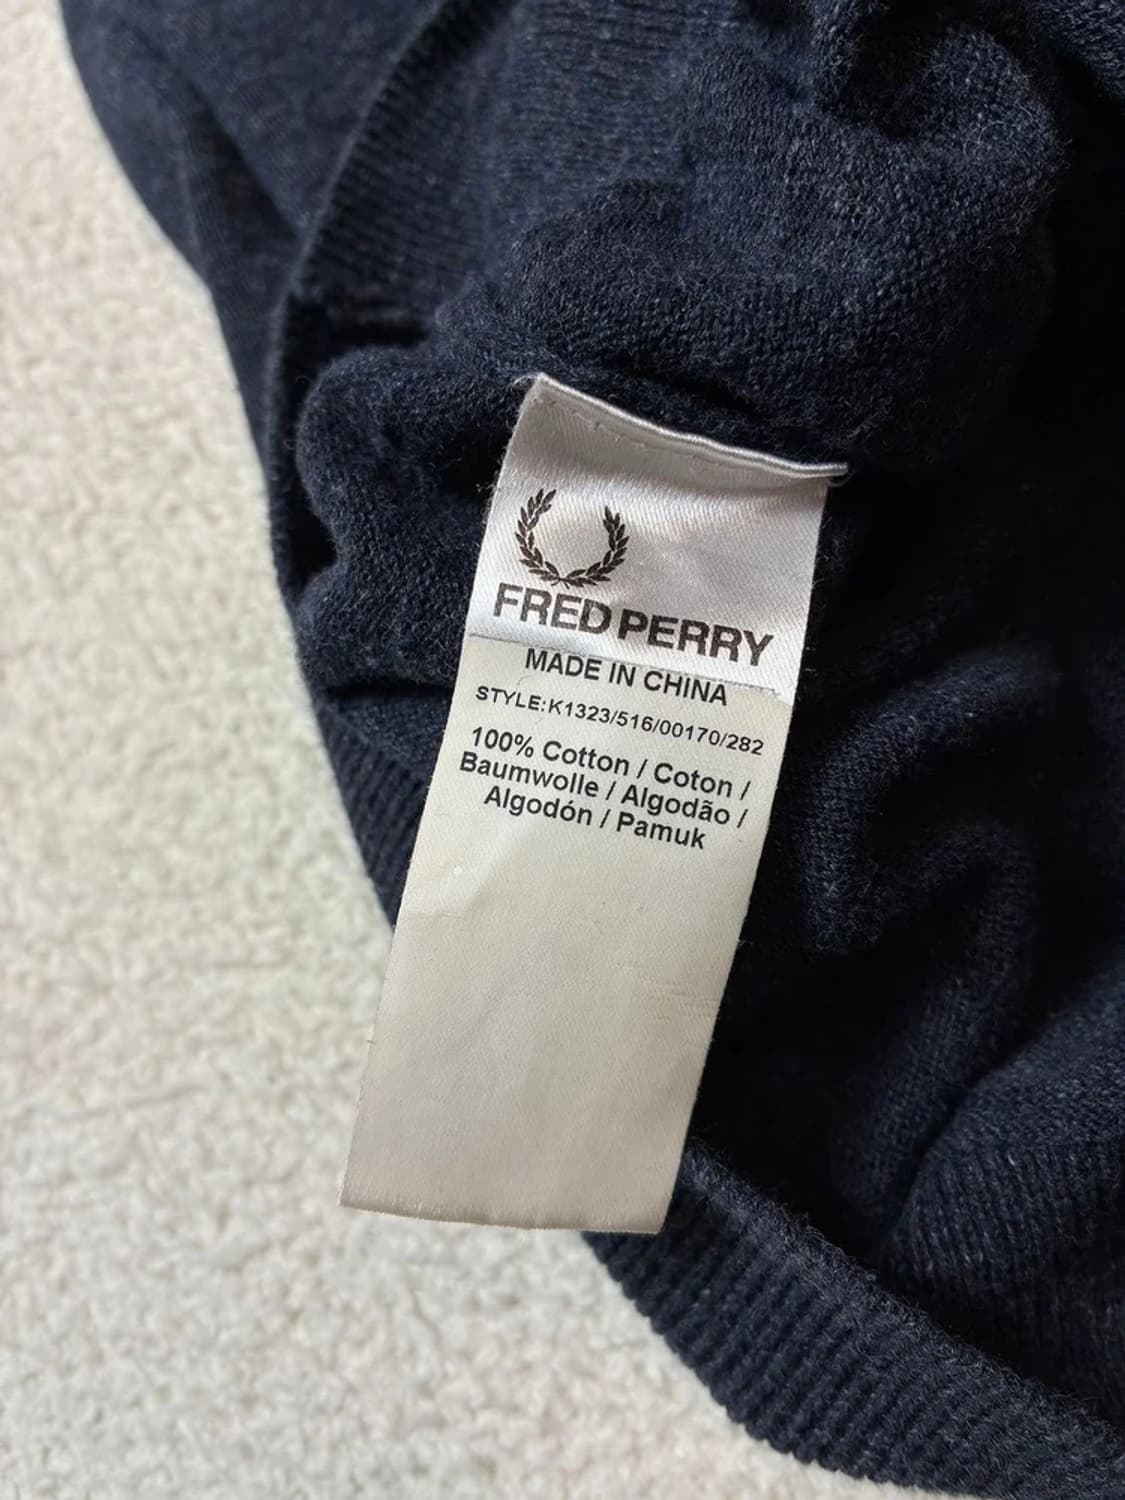 FRED PERRY
MADE IN CHINA
STYLE:K1323/516/00170/282
100% Cotton / Coton /
Baumwolle / Algodão /
Algodón / Pamuk